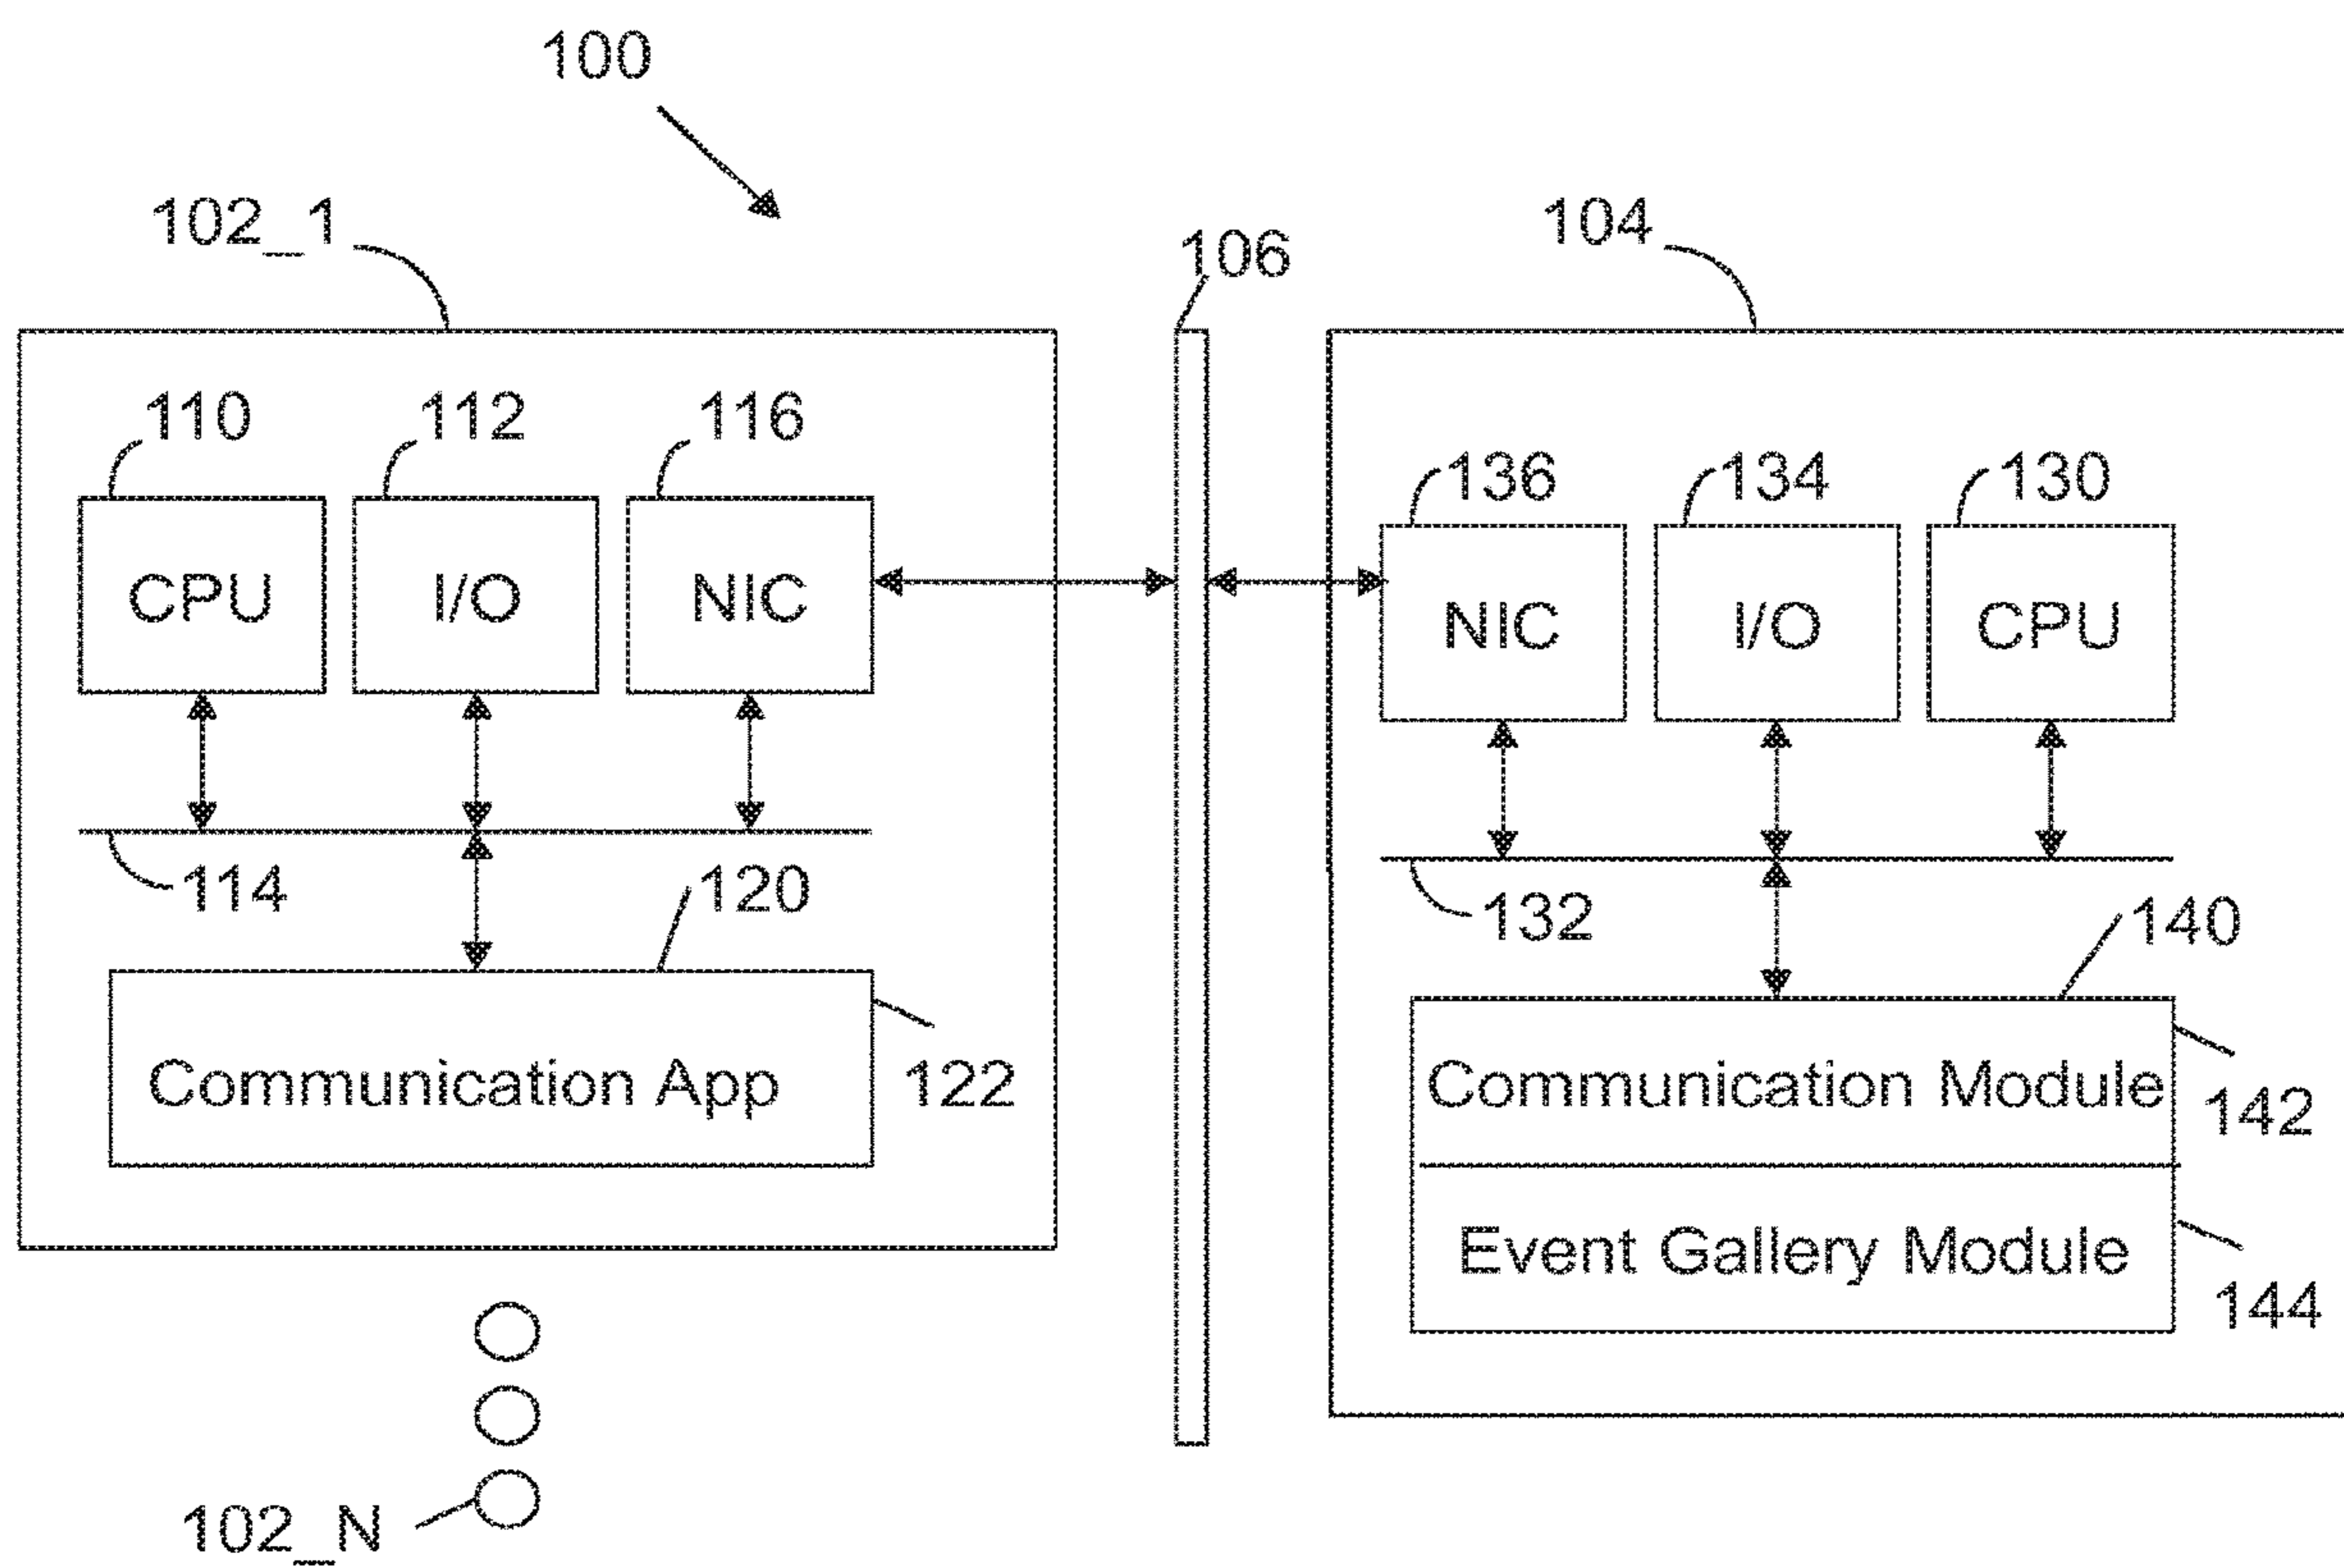 100
102_1
106
104
110
112
116
136
134
130
CPU
I/O
NIC
NIC
I/O
CPU
114
120
132
140
Communication App
122
Communication Module
142
Event Gallery Module
144
102_N